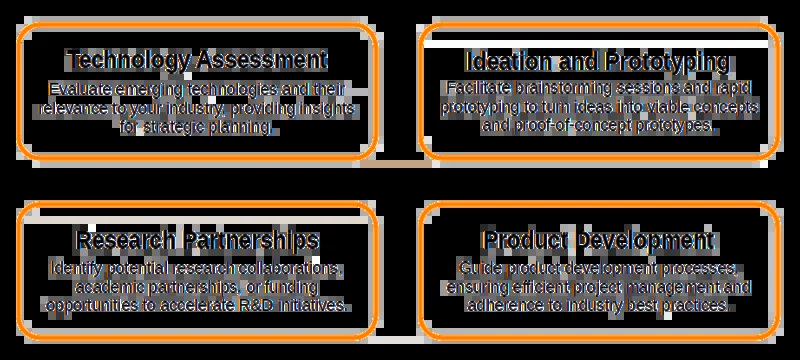 Technology Assessment
Evaluate emerging technologies and their
relevance to your industry, providing insights
for strategic planning.
Ideation and Prototyping
Facilitate brainstorming sessions and rapid
prototyping to turn ideas into viable concepts
and proof-of-concept prototypes.
Research Partnerships
Identify potential research collaborations,
academic partnerships, or funding
opportunities to accelerate R&D initiatives.
Product Development
Guide product development processes,
ensuring efficient project management and
adherence to industry best practices.